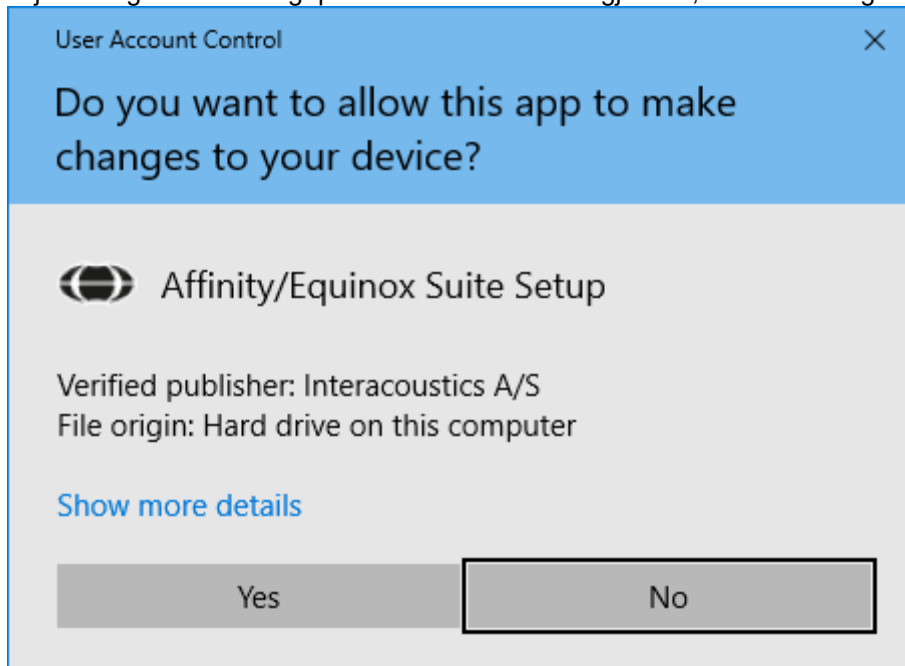 User Account Control
Do you want to allow this app to make
changes to your device?
Affinity/Equinox Suite Setup
Verified publisher: Interacoustics A/S
File origin: Hard drive on this computer
Show more details
Yes
No